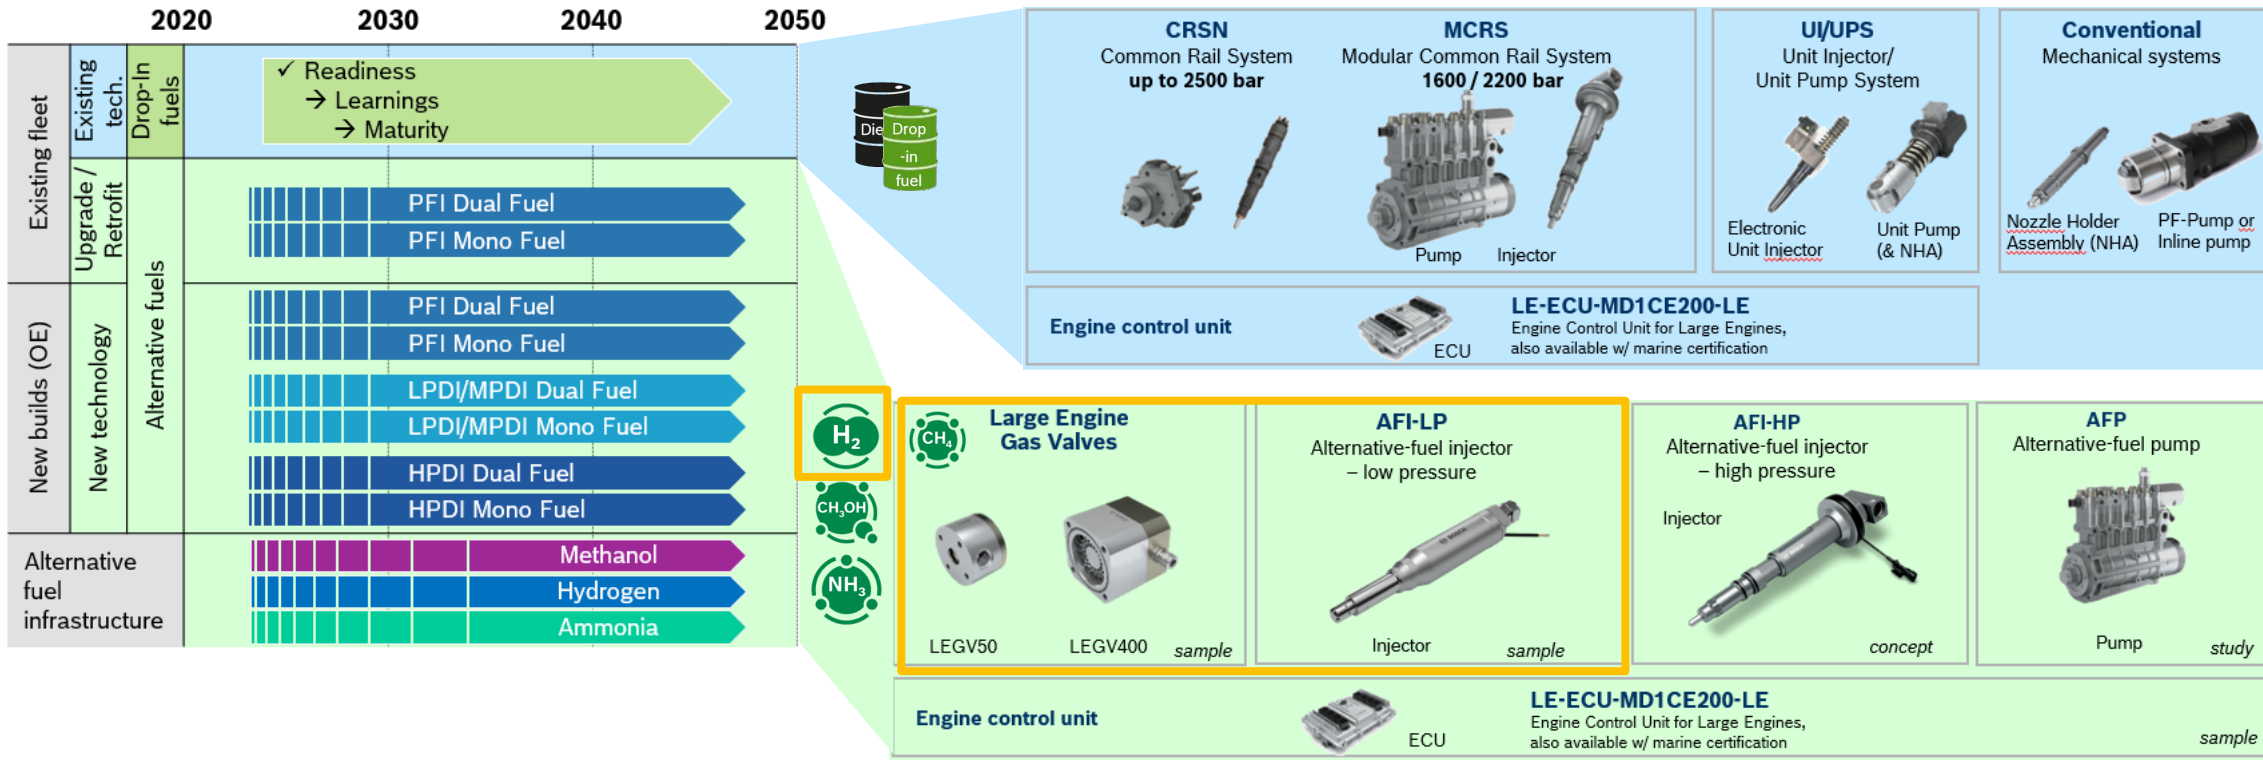 2020
2030
2040
2050
Existing fleet
Existing
tech.
Drop-In
fuels
✓ Readiness
→ Learnings
→ Maturity
Upgrade /
Retrofit
Alternative fuels
PFI Dual Fuel
PFI Mono Fuel
New builds (OE)
New technology
PFI Dual Fuel
PFI Mono Fuel
LPDI/MPDI Dual Fuel
LPDI/MPDI Mono Fuel
HPDI Dual Fuel
HPDI Mono Fuel
Alternative
fuel
infrastructure
Methanol
Hydrogen
Ammonia
Die
Drop
-in
fuel
CRSN
Common Rail System
up to 2500 bar
MCRS
Modular Common Rail System
1600 / 2200 bar
Pump
Injector
UI/UPS
Unit Injector/
Unit Pump System
Electronic
Unit Injector
Unit Pump
(& NHA)
Conventional
Mechanical systems
Nozzle Holder
Assembly (NHA)
PF-Pump or
Inline pump
Engine control unit
ECU
LE-ECU-MD1CE200-LE
Engine Control Unit for Large Engines,
also available w/ marine certification
H₂
CH₃OH
NH₃
CH₄
Large Engine
Gas Valves
LEGV50
LEGV400
sample
AFI-LP
Alternative-fuel injector
– low pressure
BOSCH
Injector
sample
AFI-HP
Alternative-fuel injector
– high pressure
Injector
concept
AFP
Alternative-fuel pump
Pump
study
Engine control unit
ECU
LE-ECU-MD1CE200-LE
Engine Control Unit for Large Engines,
also available w/ marine certification
sample